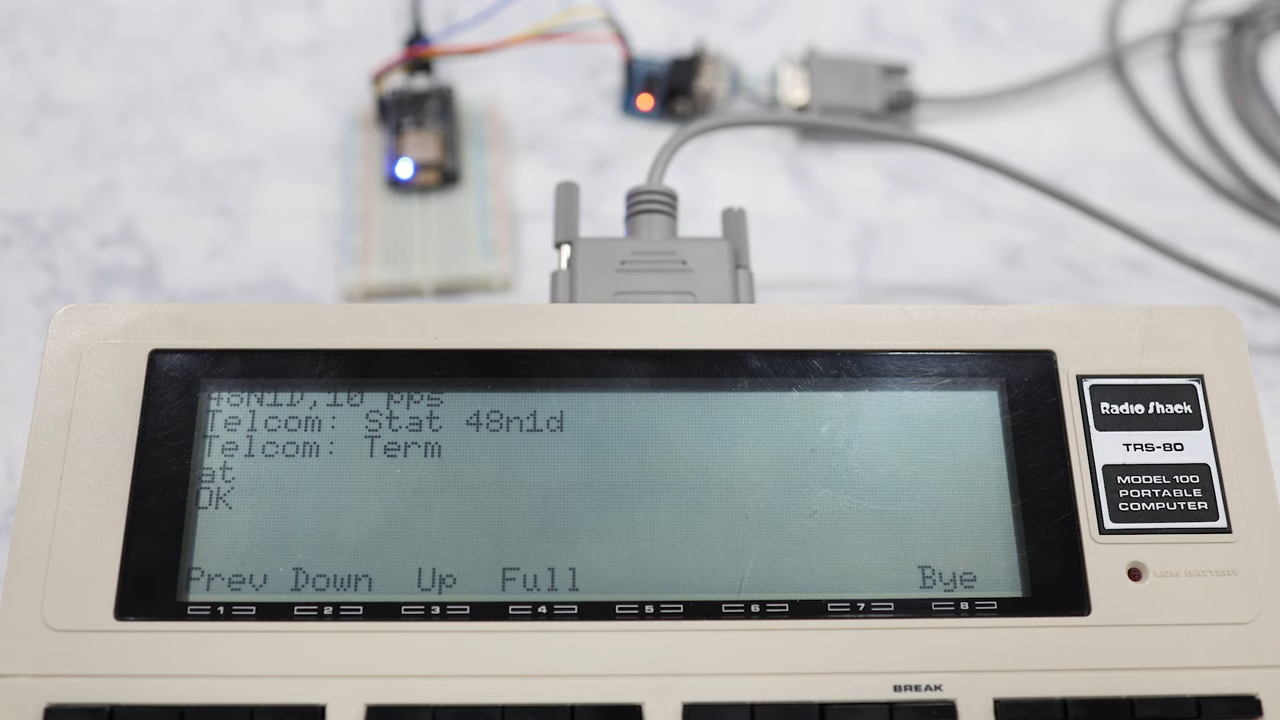 48N1D,10 pps
Telcom: Stat 48n1d
Telcom: Term
at
OK
Prev Down Up Full Bye
1 2 3 4 5 6 7 8
Radio Shack
TRS-80
MODEL 100
PORTABLE
COMPUTER
LOW BATTERY
BREAK